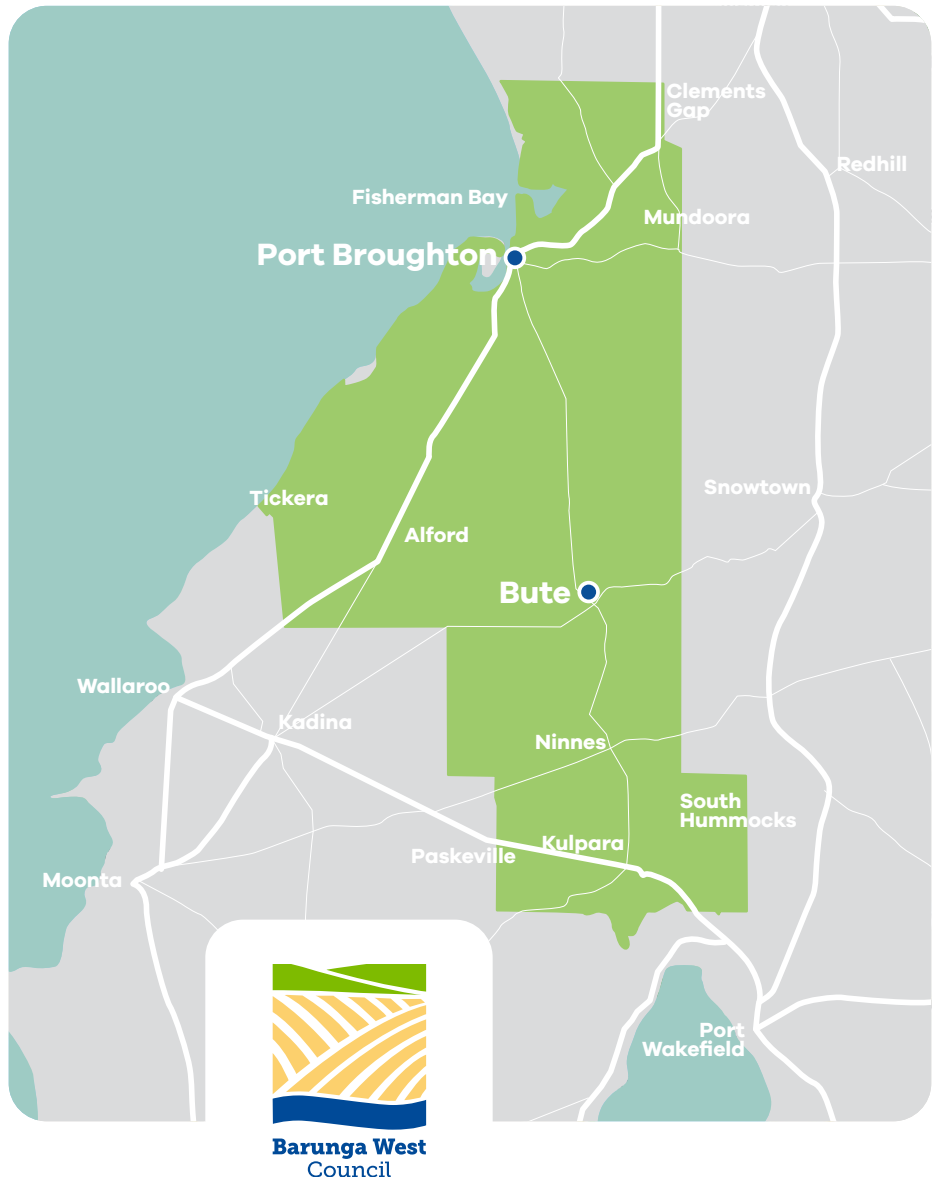 Clements
Gap
Redhill
Fisherman Bay
Mundoora
Port Broughton
Snowtown
Tickera
Alford
Bute
Wallaroo
Kadina
Ninnes
South
Hummocks
Kulpara
Paskeville
Moonta
Port
Wakefield
Barunga West
Council